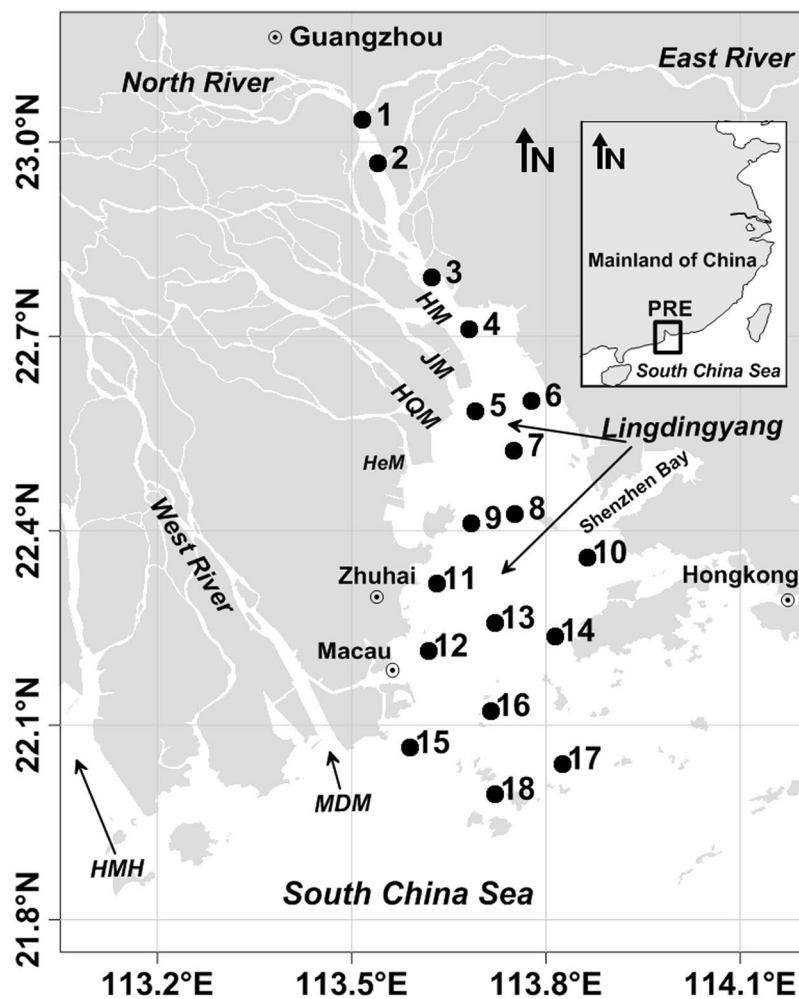 Guangzhou
North River
East River
1
23.0°N
2
N
N
Mainland of China
3
HM
PRE
4
22.7°N
JM
South China Sea
6
5
HQM
Lingdingyang
7
HeM
Shenzhen Bay
8
9
22.4°N
West River
10
Zhuhai
11
Hongkong
13
14
Macau
12
16
22.1°N
15
17
18
MDM
HMH
South China Sea
21.8°N
113.2°E
113.5°E
113.8°E
114.1°E